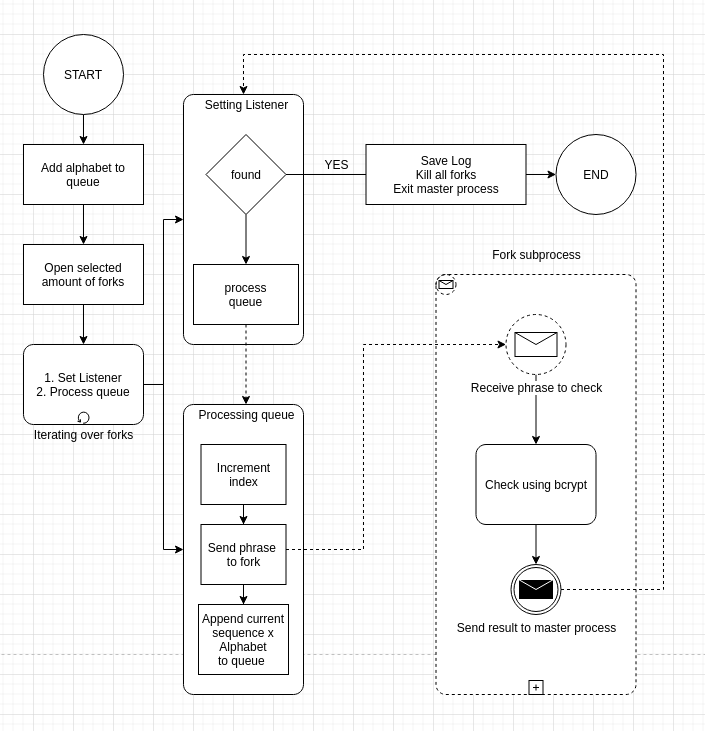 START
Add alphabet to
queue
Open selected
amount of forks
1. Set Listener
2. Process queue
Iterating over forks
Setting Listener
found
YES
process
queue
Save Log
Kill all forks
Exit master process
END
Processing queue
Increment
index
Send phrase
to fork
Append current
sequence x
Alphabet
to queue
Fork subprocess
Receive phrase to check
Check using bcrypt
Send result to master process
+